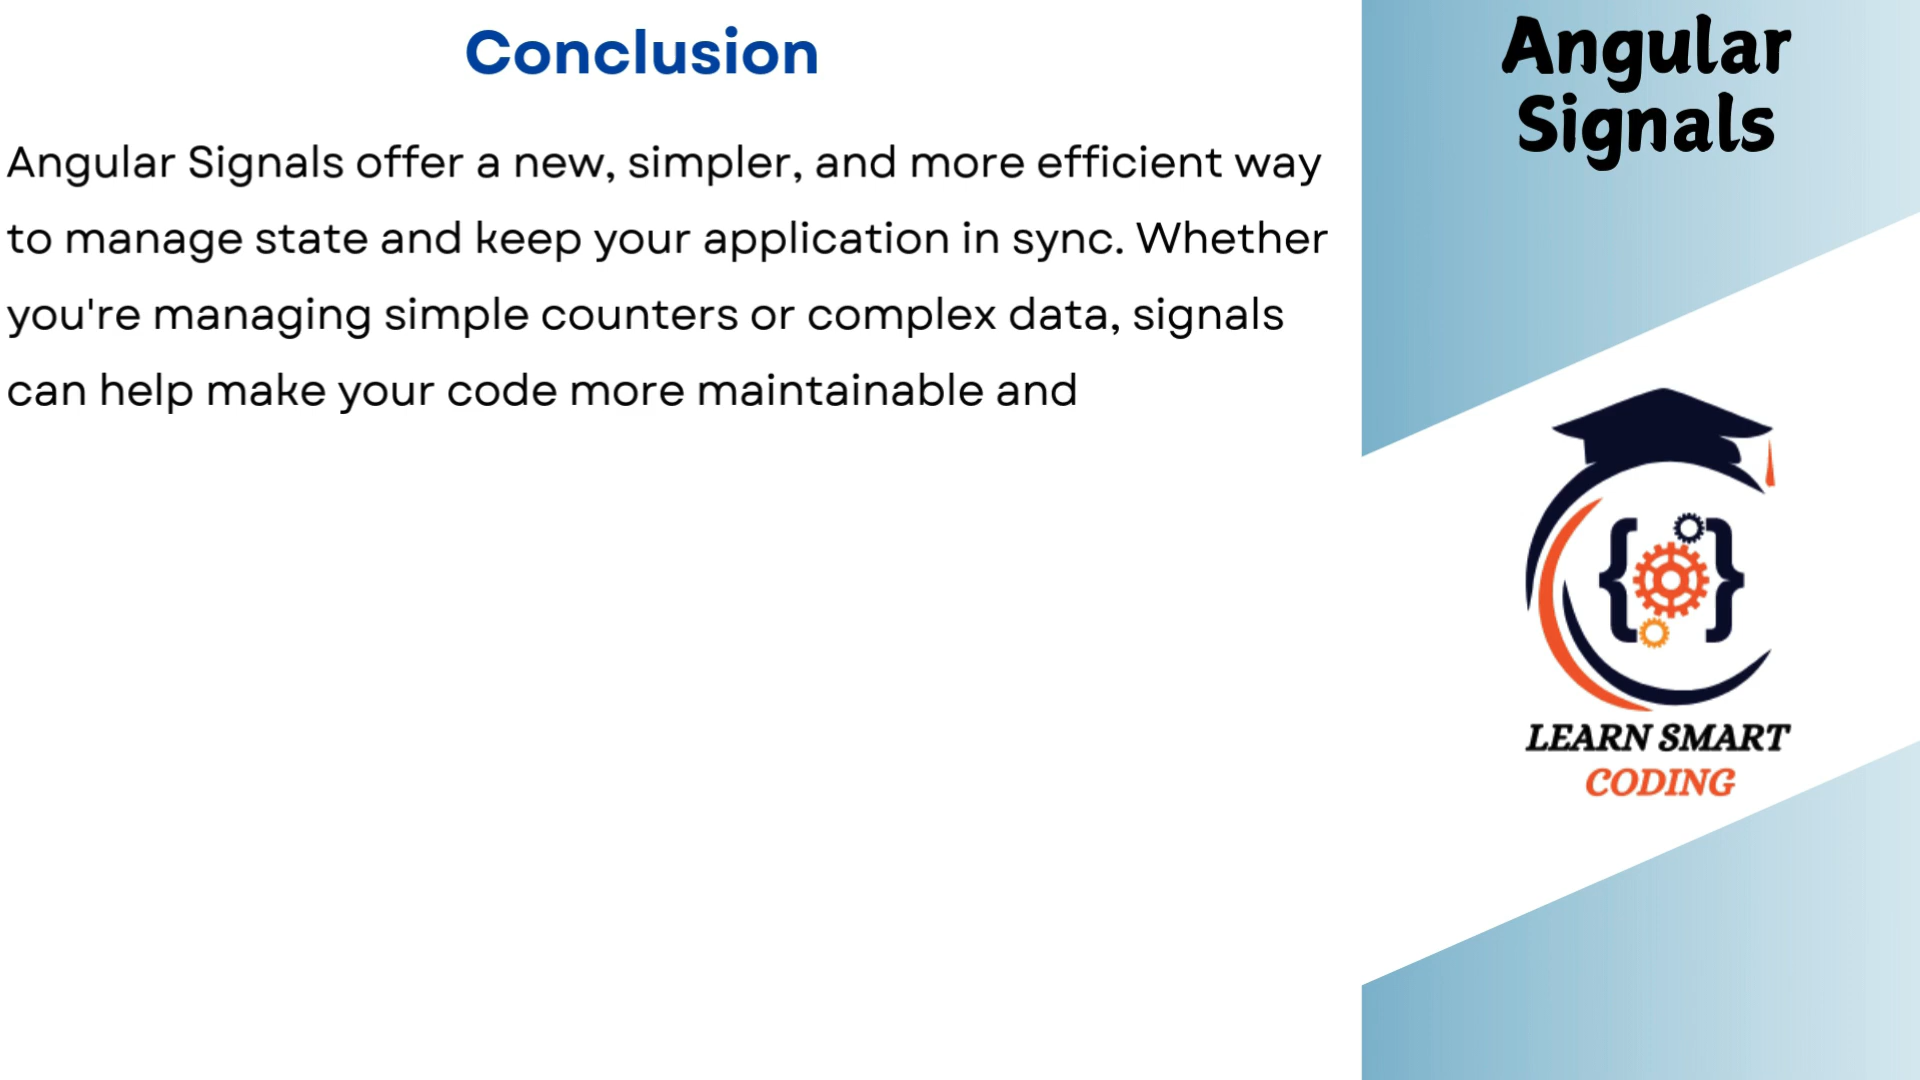 Conclusion
Angular Signals offer a new, simpler, and more efficient way
to manage state and keep your application in sync. Whether
you're managing simple counters or complex data, signals
can help make your code more maintainable and
Angular
Signals
{ }
LEARN SMART
CODING